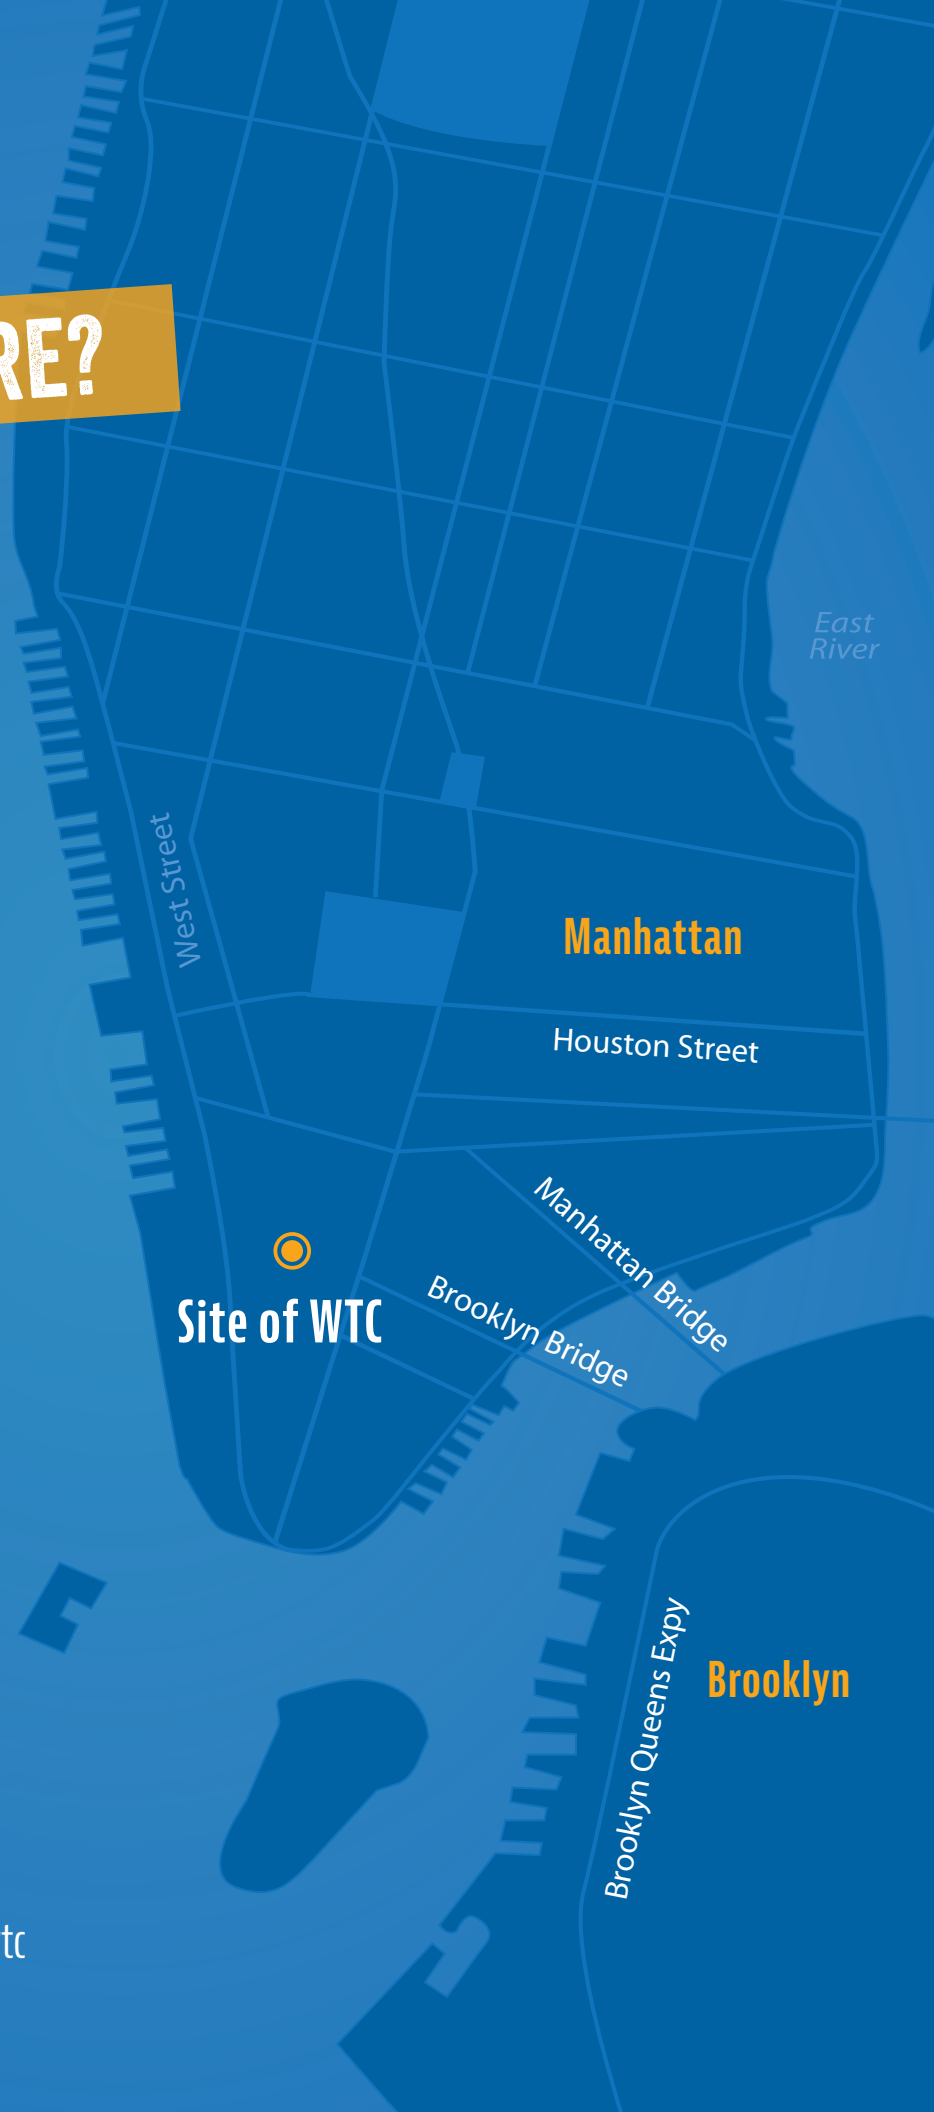 RE?
East
River
West Street
Manhattan
Houston Street
Manhattan Bridge
Brooklyn Bridge
Site of WTC
Brooklyn Queens Expy
Brooklyn
tc